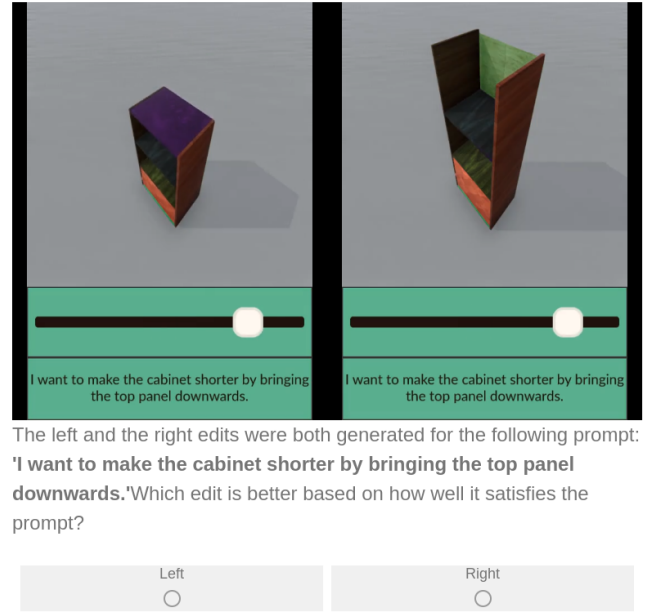 I want to make the cabinet shorter by bringing
the top panel downwards.
I want to make the cabinet shorter by bringing
the top panel downwards.
The left and the right edits were both generated for the following prompt:
'I want to make the cabinet shorter by bringing the top panel
downwards.'Which edit is better based on how well it satisfies the
prompt?
Left
Right